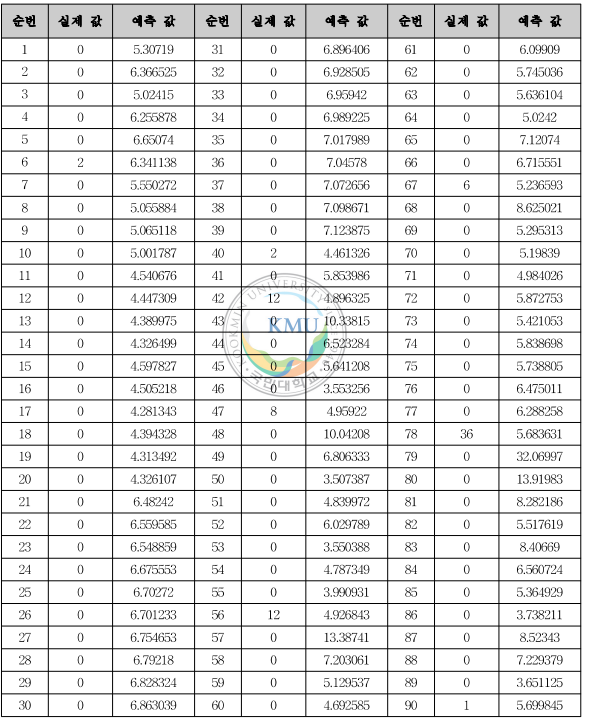 순번 실제 값 예측 값 순번 실제 값 예측 값 순번 실제 값 예측 값
1 0 5.30719 31 0 6.896406 61 0 6.09909
2 0 6.366525 32 0 6.928505 62 0 5.745036
3 0 5.02415 33 0 6.95942 63 0 5.636104
4 0 6.255878 34 0 6.989225 64 0 5.0242
5 0 6.65074 35 0 7.017989 65 0 7.12074
6 2 6.341138 36 0 7.04578 66 0 6.715551
7 0 5.550272 37 0 7.072656 67 6 5.236593
8 0 5.055884 38 0 7.098671 68 0 8.625021
9 0 5.065118 39 0 7.123875 69 0 5.295313
10 0 5.001787 40 2 4.461326 70 0 5.19839
11 0 4.540676 41 0 5.853986 71 0 4.984026
12 0 4.447309 42 12 4.896325 72 0 5.872753
13 0 4.389975 43 0 10.33815 73 0 5.421053
14 0 4.326499 44 0 6.523284 74 0 5.838698
15 0 4.597827 45 0 5.641208 75 0 5.738805
16 0 4.505218 46 0 3.553256 76 0 6.475011
17 0 4.281343 47 8 4.95922 77 0 6.288258
18 0 4.394328 48 0 10.04208 78 36 5.683631
19 0 4.313492 49 0 6.806333 79 0 32.06997
20 0 4.326107 50 0 3.507387 80 0 13.91983
21 0 6.48242 51 0 4.839972 81 0 8.282186
22 0 6.559585 52 0 6.029789 82 0 5.517619
23 0 6.548859 53 0 3.550388 83 0 8.40669
24 0 6.675553 54 0 4.787349 84 0 6.560724
25 0 6.70272 55 0 3.990931 85 0 5.364929
26 0 6.701233 56 12 4.926843 86 0 3.738211
27 0 6.754653 57 0 13.38741 87 0 8.52343
28 0 6.79218 58 0 7.203061 88 0 7.229379
29 0 6.828324 59 0 5.129537 89 0 3.651125
30 0 6.863039 60 0 4.692585 90 1 5.699845
KOOKMIN UNIVERSITY
KMU
국민대학교